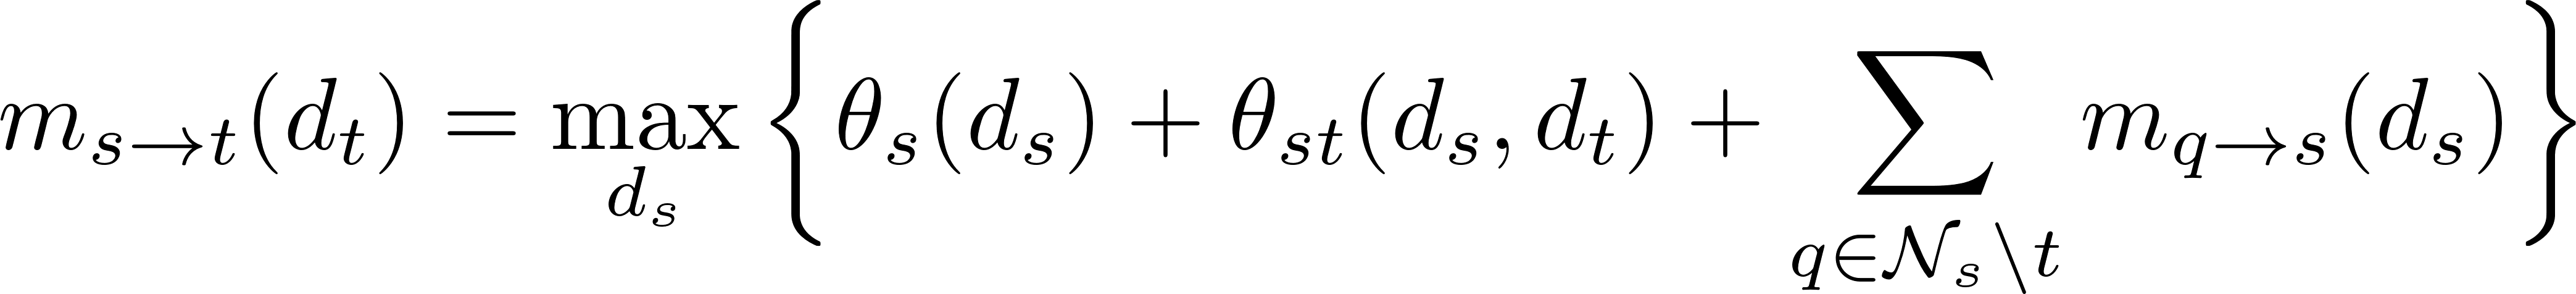 m_{s→t}(d_t) = max_{d_s} { θ_s(d_s) + θ_{st}(d_s, d_t) + ∑_{q∈𝒩_s\t} m_{q→s}(d_s) }